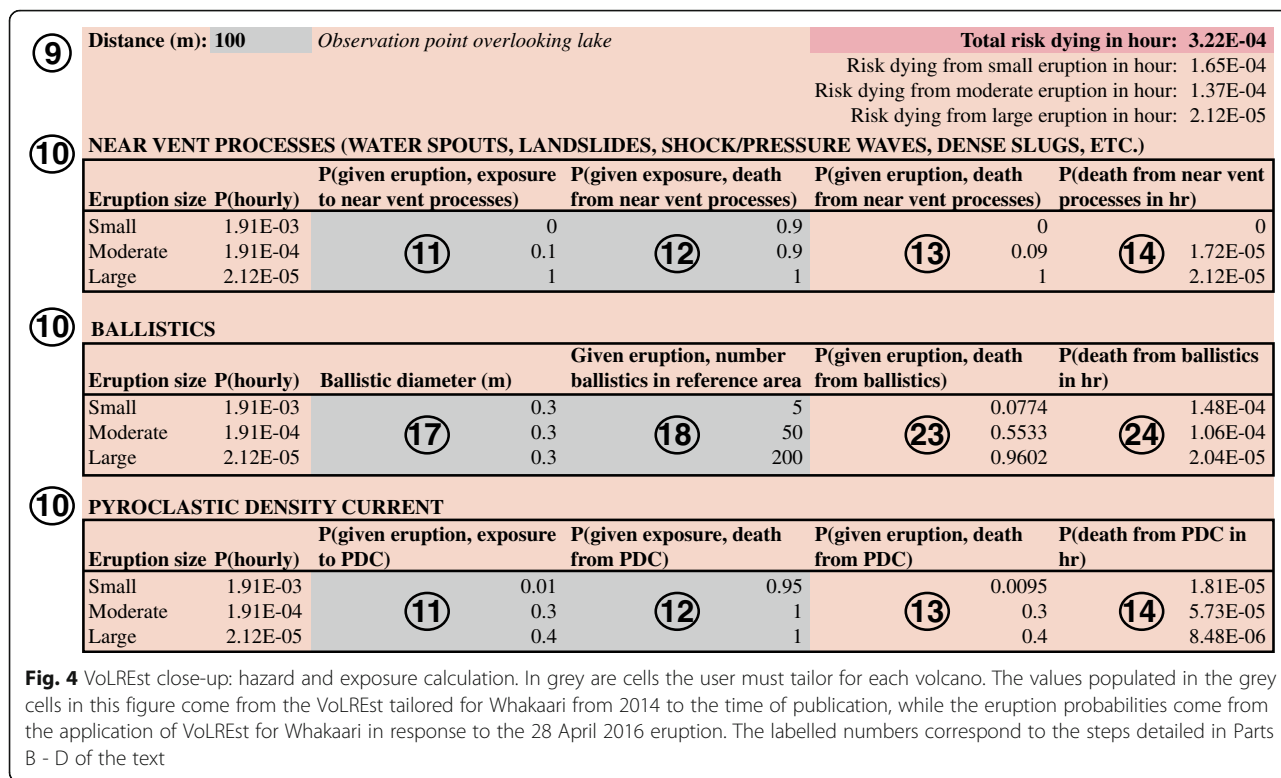 ⑨ Distance (m): 100 Observation point overlooking lake Total risk dying in hour: 3.22E-04
Risk dying from small eruption in hour: 1.65E-04
Risk dying from moderate eruption in hour: 1.37E-04
Risk dying from large eruption in hour: 2.12E-05
⑩ NEAR VENT PROCESSES (WATER SPOUTS, LANDSLIDES, SHOCK/PRESSURE WAVES, DENSE SLUGS, ETC.)
P(given eruption, exposure P(given exposure, death P(given eruption, death P(death from near vent
Eruption size P(hourly) to near vent processes) from near vent processes) from near vent processes) processes in hr)
Small 1.91E-03 0 0.9 0 0
Moderate 1.91E-04 ⑪ 0.1 ⑫ 0.9 ⑬ 0.09 ⑭ 1.72E-05
Large 2.12E-05 1 1 1 2.12E-05
⑩ BALLISTICS
Given eruption, number P(given eruption, death P(death from ballistics
Eruption size P(hourly) Ballistic diameter (m) ballistics in reference area from ballistics) in hr)
Small 1.91E-03 0.3 5 0.0774 1.48E-04
Moderate 1.91E-04 ⑰ 0.3 ⑱ 50 ㉓ 0.5533 ㉔ 1.06E-04
Large 2.12E-05 0.3 200 0.9602 2.04E-05
⑩ PYROCLASTIC DENSITY CURRENT
P(given eruption, exposure P(given exposure, death P(given eruption, death P(death from PDC in
Eruption size P(hourly) to PDC) from PDC) from PDC) hr)
Small 1.91E-03 0.01 0.95 0.0095 1.81E-05
Moderate 1.91E-04 ⑪ 0.3 ⑫ 1 ⑬ 0.3 ⑭ 5.73E-05
Large 2.12E-05 0.4 1 0.4 8.48E-06
Fig. 4 VoLREst close-up: hazard and exposure calculation. In grey are cells the user must tailor for each volcano. The values populated in the grey
cells in this figure come from the VoLREst tailored for Whakaari from 2014 to the time of publication, while the eruption probabilities come from
the application of VoLREst for Whakaari in response to the 28 April 2016 eruption. The labelled numbers correspond to the steps detailed in Parts
B - D of the text